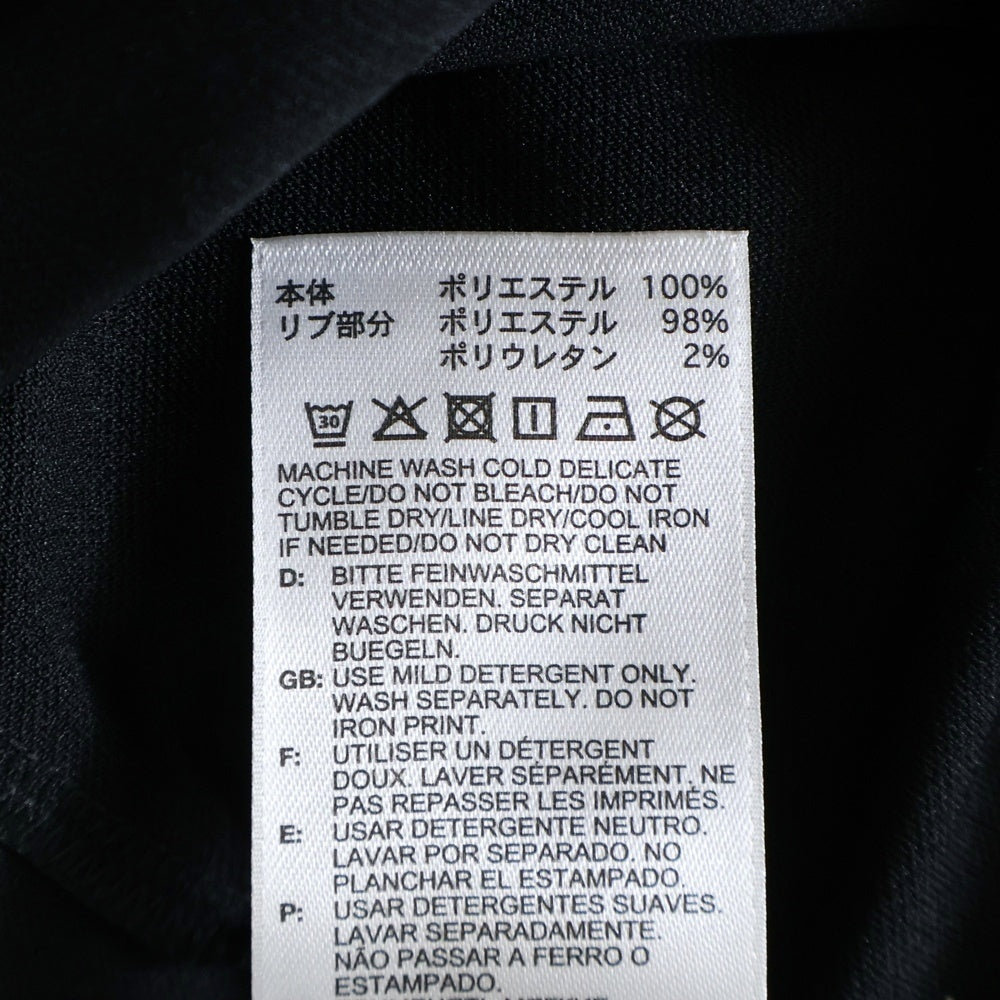 本体 ポリエステル 100%
リブ部分 ポリエステル 98%
ポリウレタン 2%
30
MACHINE WASH COLD DELICATE
CYCLE/DO NOT BLEACH/DO NOT
TUMBLE DRY/LINE DRY/COOL IRON
IF NEEDED/DO NOT DRY CLEAN
D: BITTE FEINWASCHMITTEL
VERWENDEN. SEPARAT
WASCHEN. DRUCK NICHT
BUEGELN.
GB: USE MILD DETERGENT ONLY.
WASH SEPARATELY. DO NOT
IRON PRINT.
F: UTILISER UN DÉTERGENT
DOUX. LAVER SÉPARÉMENT. NE
PAS REPASSER LES IMPRIMÉS.
E: USAR DETERGENTE NEUTRO.
LAVAR POR SEPARADO. NO
PLANCHAR EL ESTAMPADO.
P: USAR DETERGENTES SUAVES.
LAVAR SEPARADAMENTE.
NÃO PASSAR A FERRO O
ESTAMPADO.